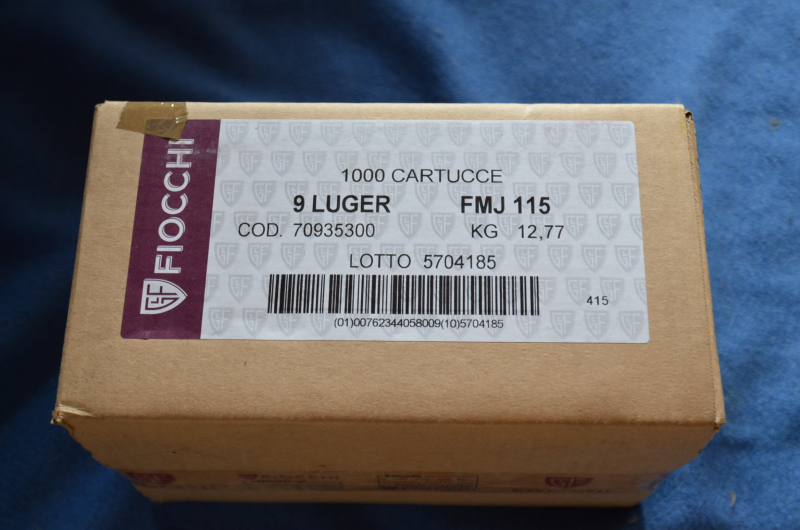 FIOCCHI
1000 CARTUCCE
9 LUGER FMJ 115
COD. 70935300 KG 12,77
LOTTO 5704185
415
(01)00762344058009(10)5704185
FIOCCHI